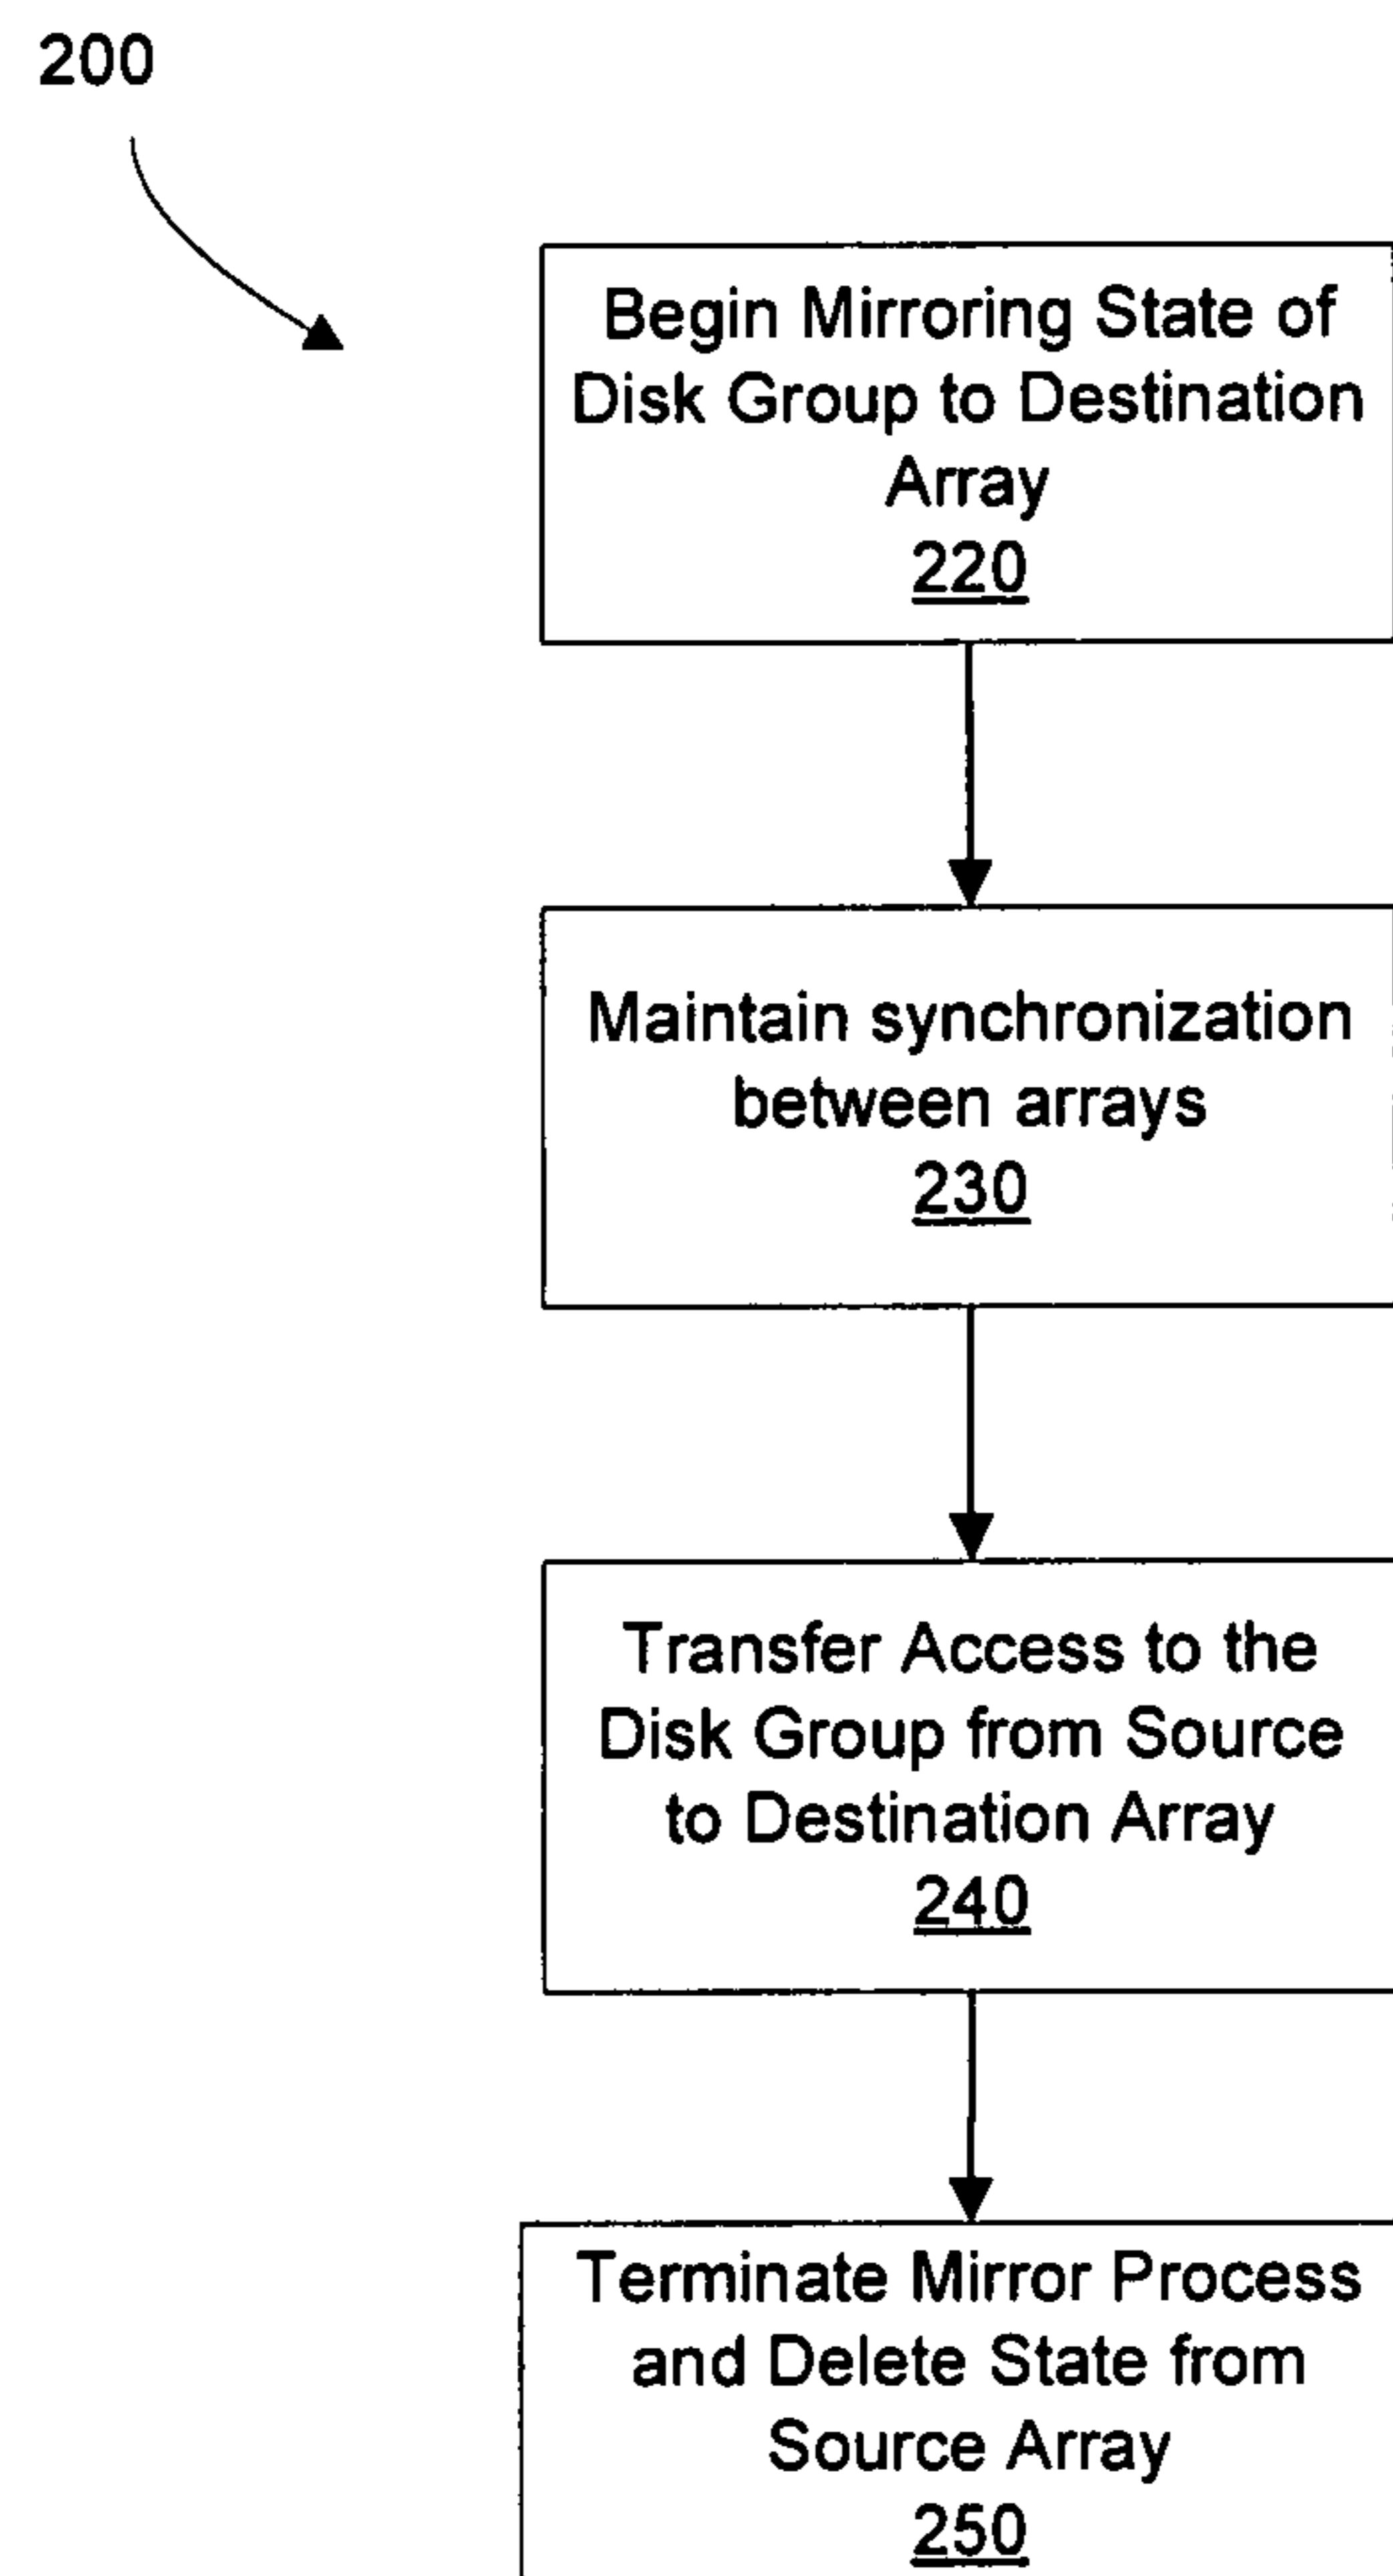 200
Begin Mirroring State of
Disk Group to Destination
Array
220
Maintain synchronization
between arrays
230
Transfer Access to the
Disk Group from Source
to Destination Array
240
Terminate Mirror Process
and Delete State from
Source Array
250